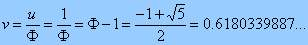 ν = u/Φ = 1/Φ = Φ − 1 = (−1 + √5)/2 = 0.6180339887...